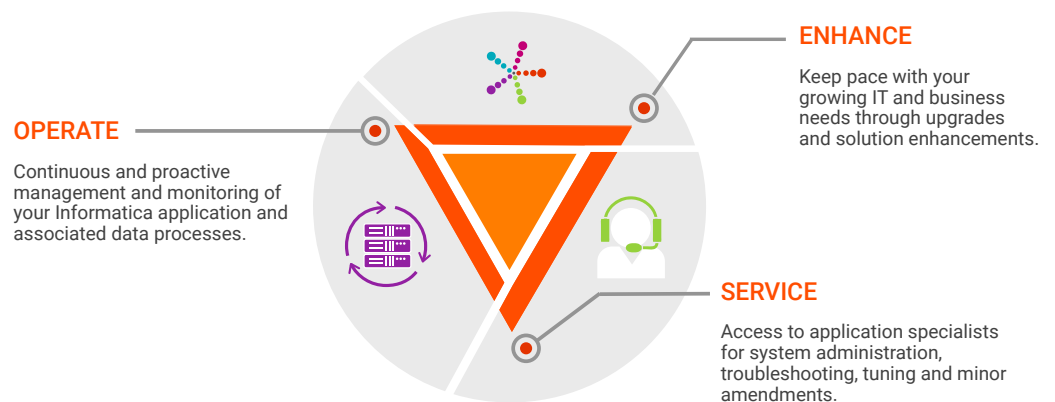 OPERATE
Continuous and proactive
management and monitoring of
your Informatica application and
associated data processes.
ENHANCE
Keep pace with your
growing IT and business
needs through upgrades
and solution enhancements.
SERVICE
Access to application specialists
for system administration,
troubleshooting, tuning and minor
amendments.